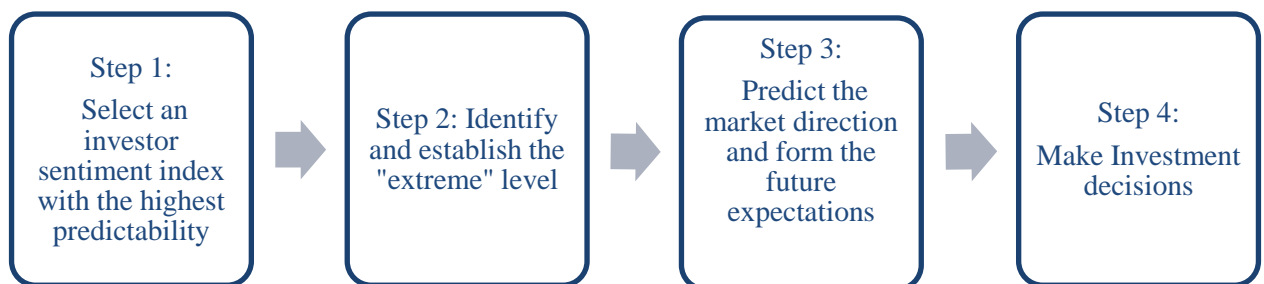 Step 1:
Select an
investor
sentiment index
with the highest
predictability
Step 2: Identify
and establish the
"extreme" level
Step 3:
Predict the
market direction
and form the
future
expectations
Step 4:
Make Investment
decisions